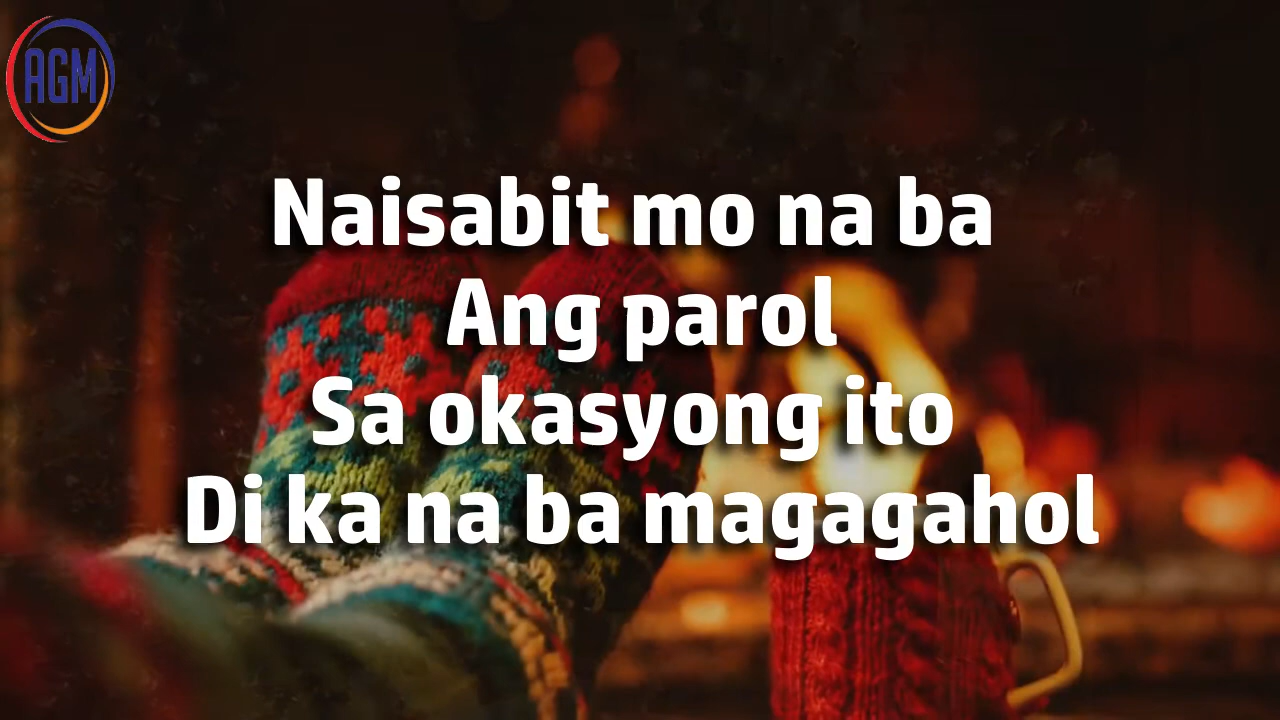 AGM
Naisabit mo na ba
Ang parol
Sa okasyong ito
Di ka na ba magagahol